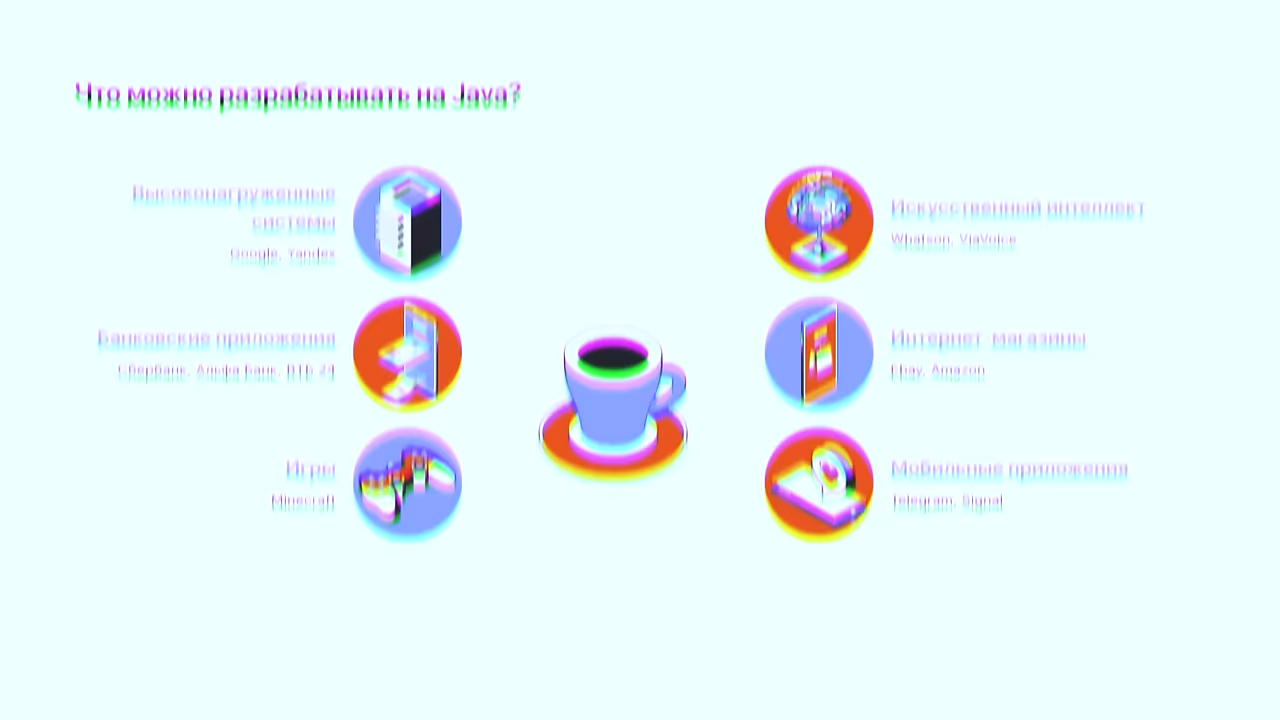 Что можно разрабатывать на Java?
Высоконагруженные
системы
Google, Yandex
Банковские приложения
Сбербанк, Альфа Банк, ВТБ 24
Игры
Minecraft
Искусственный интеллект
Whatson, ViaVoice
Интернет-магазины
Ebay, Amazon
Мобильные приложения
Telegram, Signal